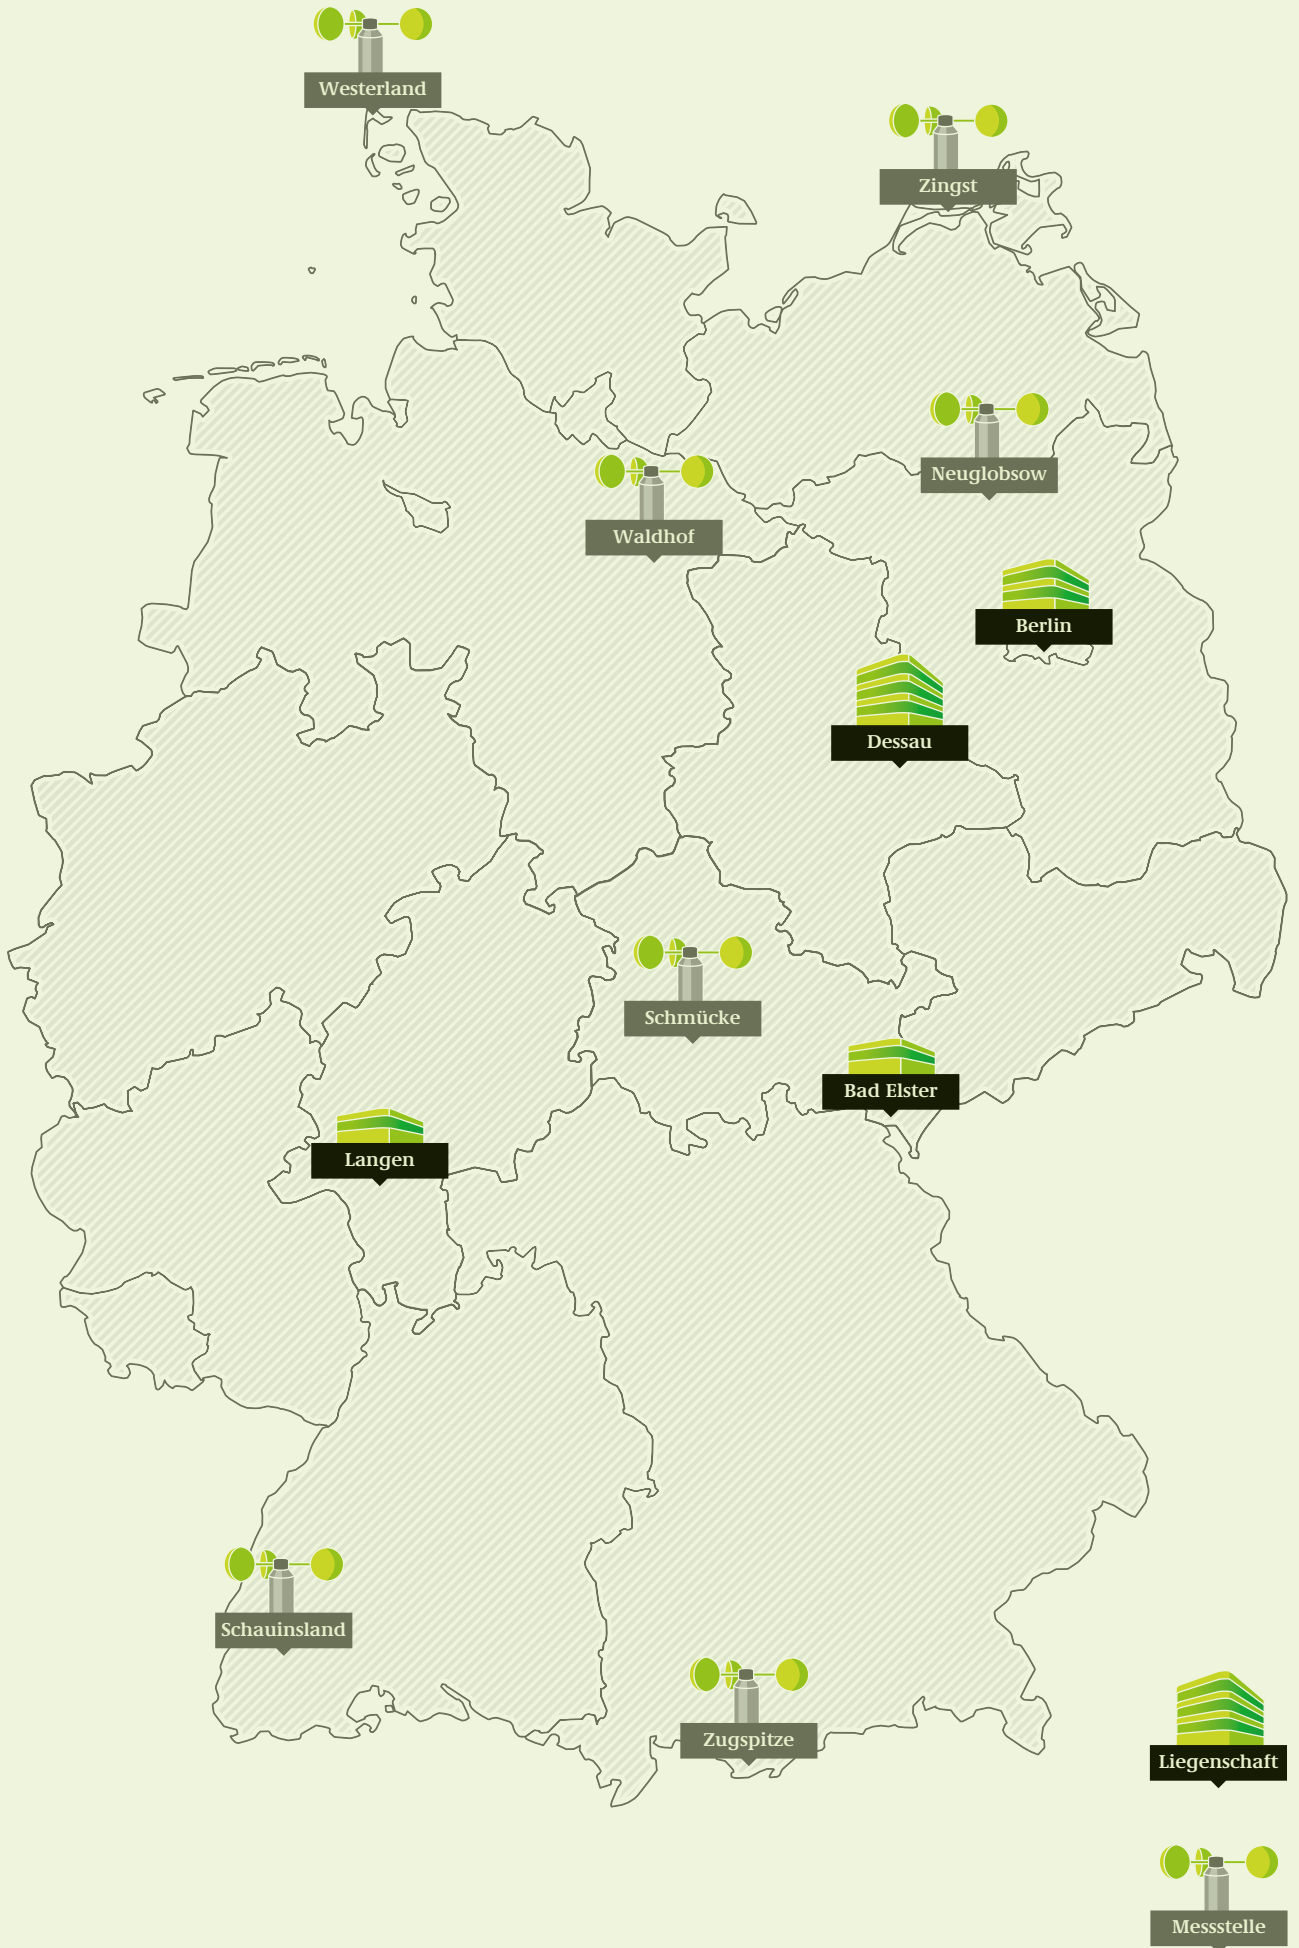 Westerland
Zingst
Neuglobsow
Waldhof
Berlin
Dessau
Schmücke
Bad Elster
Langen
Schauinsland
Zugspitze
Liegenschaft
Messstelle